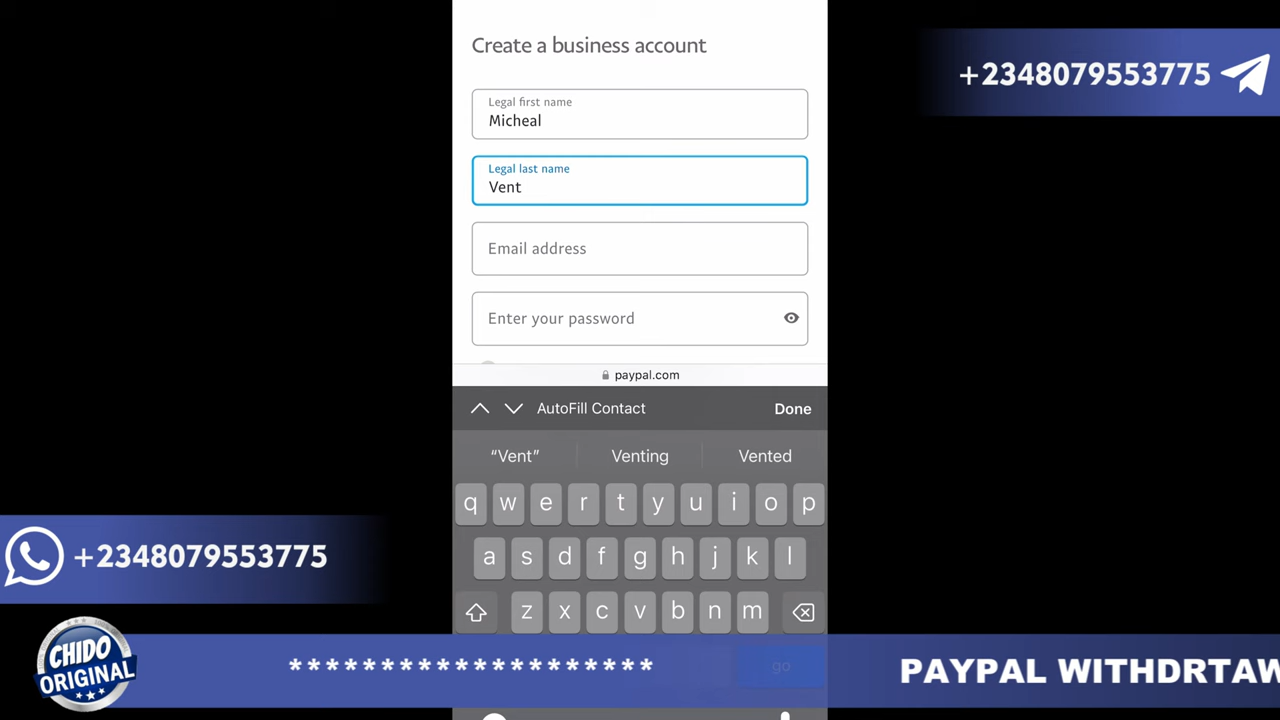 Create a business account
+2348079553775
Legal first name
Micheal
Legal last name
Vent
Email address
Enter your password
paypal.com
AutoFill Contact
Done
“Vent”
Venting
Vented
q w e r t y u i o p
a s d f g h j k l
z x c v b n m
+2348079553775
CHIDO
ORIGINAL
********************
go
PAYPAL WITHDRTAW